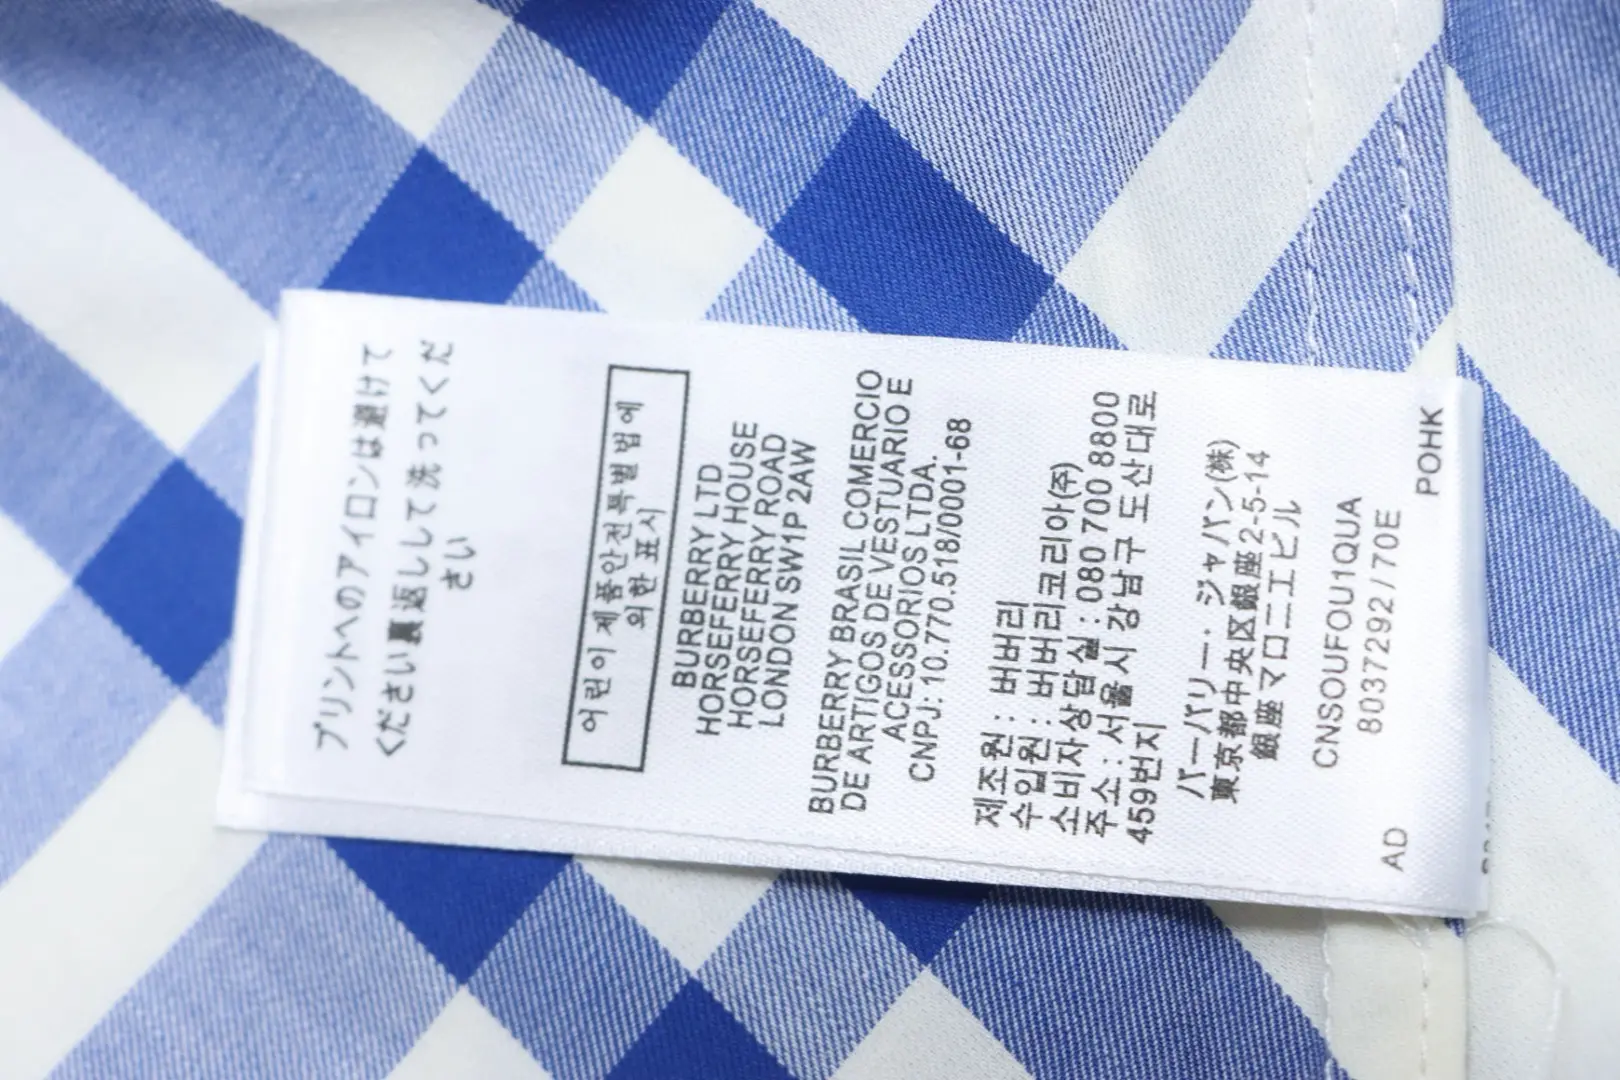 プリントへのアイロンは避けて
ください裏返しして洗ってくだ
さい
어린이 제품안전특별법에
의한 표시
BURBERRY LTD
HORSEFERRY HOUSE
HORSEFERRY ROAD
LONDON SW1P 2AW
BURBERRY BRASIL COMERCIO
DE ARTIGOS DE VESTUARIO E
ACESSORIOS LTDA.
CNPJ: 10.770.518/0001-68
제조원 : 버버리
수입원 : 버버리코리아(주)
소비자상담실 : 080 700 8800
주소 : 서울시 강남구 도산대로
459번지
バーバリー・ジャパン(株)
東京都中央区銀座2-5-14
銀座マロニエビル
CNSOUFOU1QUA
8037292/70E
AD POHK